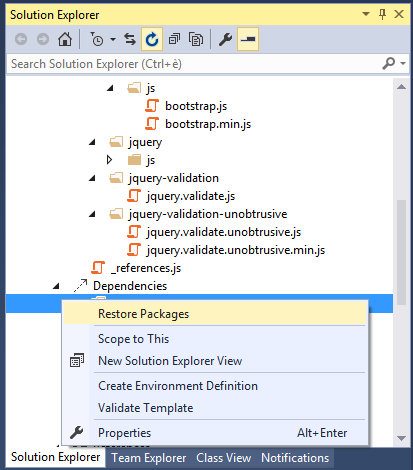 Solution Explorer
Search Solution Explorer (Ctrl+è)
js
bootstrap.js
bootstrap.min.js
jquery
js
jquery-validation
jquery.validate.js
jquery-validation-unobtrusive
jquery.validate.unobtrusive.js
jquery.validate.unobtrusive.min.js
_references.js
Dependencies
Restore Packages
Scope to This
New Solution Explorer View
Create Environment Definition
Validate Template
Properties Alt+Enter
Solution Explorer Team Explorer Class View Notifications